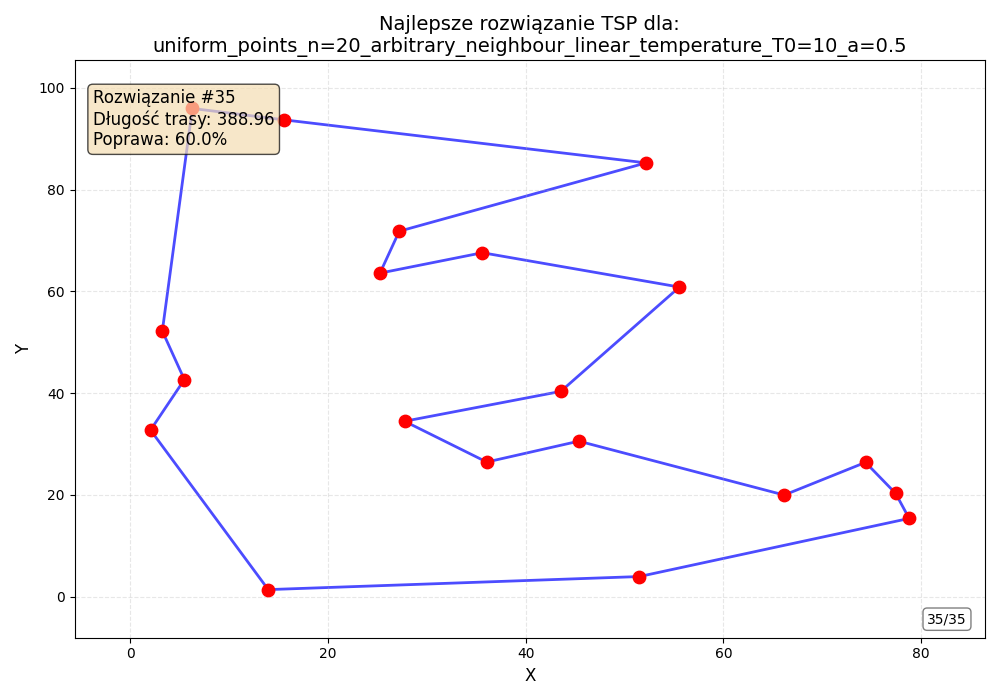 Najlepsze rozwiązanie TSP dla:
uniform_points_n=20_arbitrary_neighbour_linear_temperature_T0=10_a=0.5
Rozwiązanie #35
Długość trasy: 388.96
Poprawa: 60.0%
100
80
60
40
20
0
Y
35/35
0 20 40 60 80
X